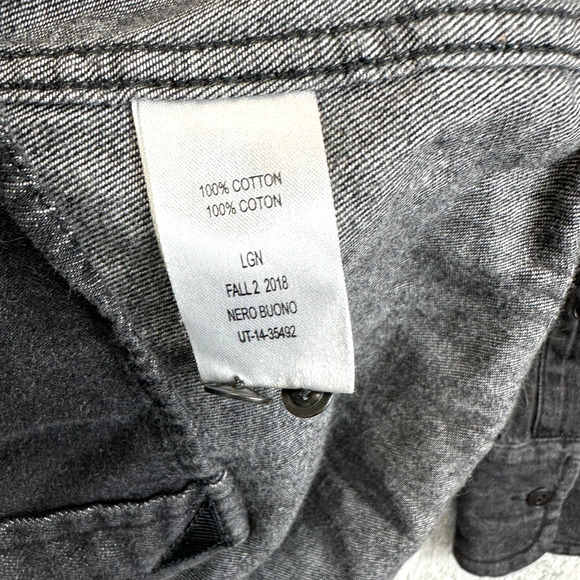 100% COTTON
100% COTON
LGN
FALL 2 2018
NERO BUONO
UT-14-35492